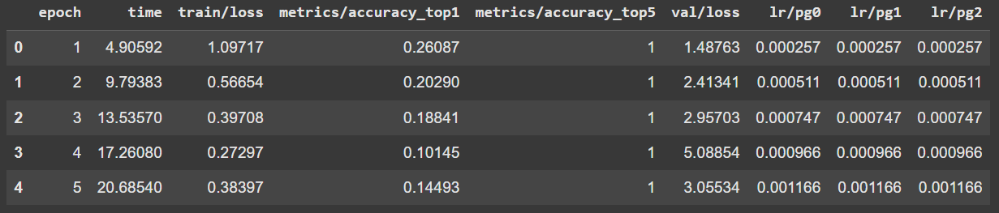 epoch time train/loss metrics/accuracy_top1 metrics/accuracy_top5 val/loss lr/pg0 lr/pg1 lr/pg2
0 1 4.90592 1.09717 0.26087 1 1.48763 0.000257 0.000257 0.000257
1 2 9.79383 0.56654 0.20290 1 2.41341 0.000511 0.000511 0.000511
2 3 13.53570 0.39708 0.18841 1 2.95703 0.000747 0.000747 0.000747
3 4 17.26080 0.27297 0.10145 1 5.08854 0.000966 0.000966 0.000966
4 5 20.68540 0.38397 0.14493 1 3.05534 0.001166 0.001166 0.001166